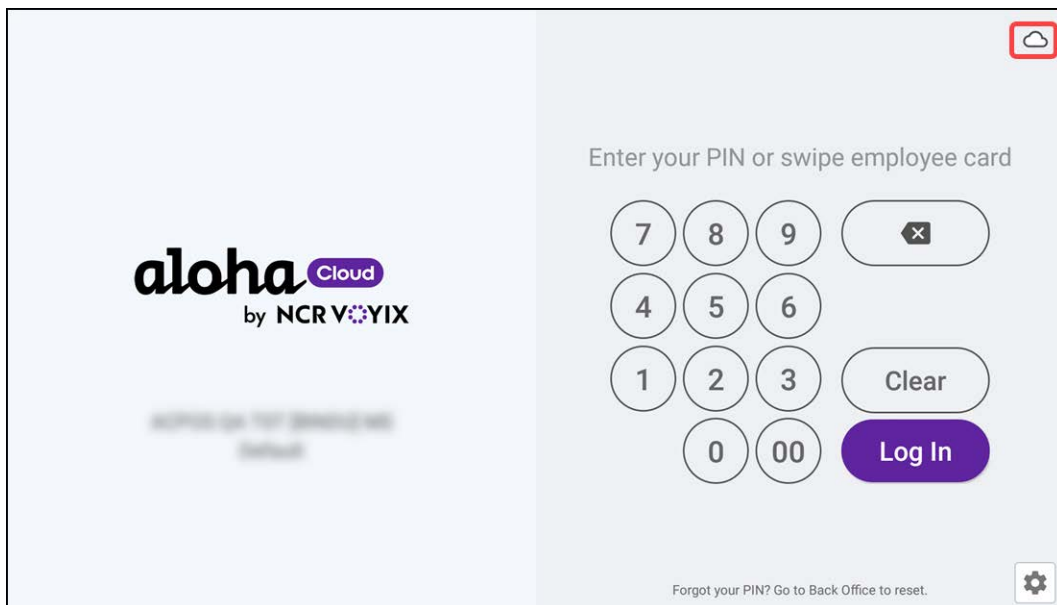 aloha Cloud
by NCR VOYIX
Enter your PIN or swipe employee card
7 8 9
4 5 6
1 2 3 Clear
0 00 Log In
Forgot your PIN? Go to Back Office to reset.